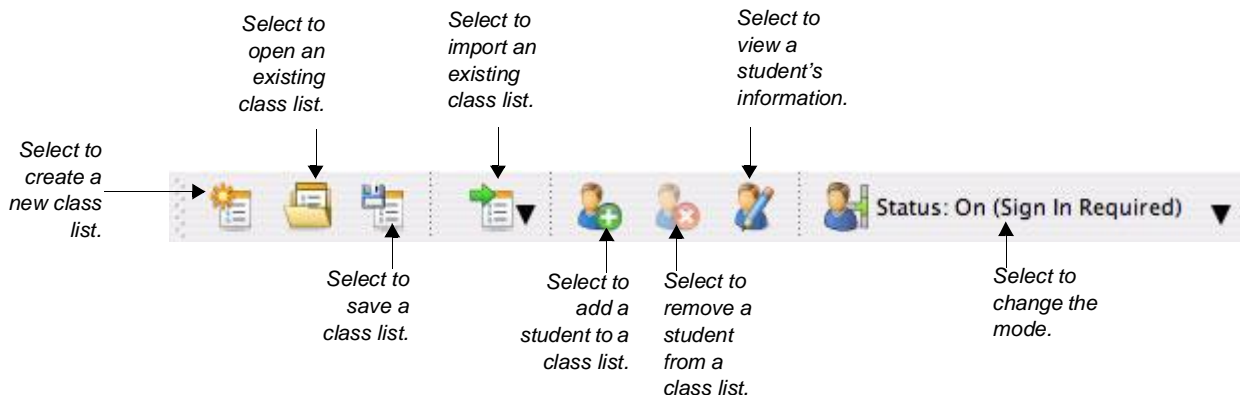 Select to
open an
existing
class list.
Select to
import an
existing
class list.
Select to
view a
student’s
information.
Select to
create a
new class
list.
Status: On (Sign In Required)
Select to
save a
class list.
Select to
add a
student to a
class list.
Select to
remove a
student
from a
class list.
Select to
change the
mode.